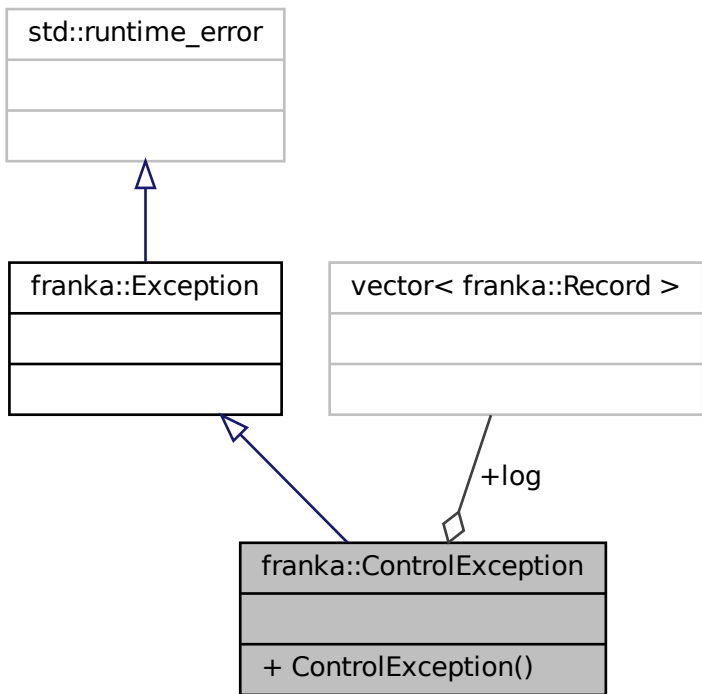 std::runtime_error
franka::Exception
vector< franka::Record >
+log
franka::ControlException
+ ControlException()